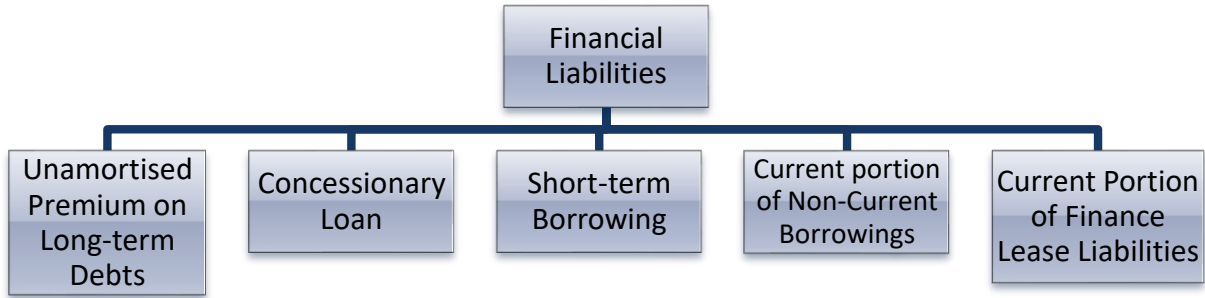 Financial
Liabilities
Unamortised
Premium on
Long-term
Debts
Concessionary
Loan
Short-term
Borrowing
Current portion
of Non-Current
Borrowings
Current Portion
of Finance
Lease Liabilities